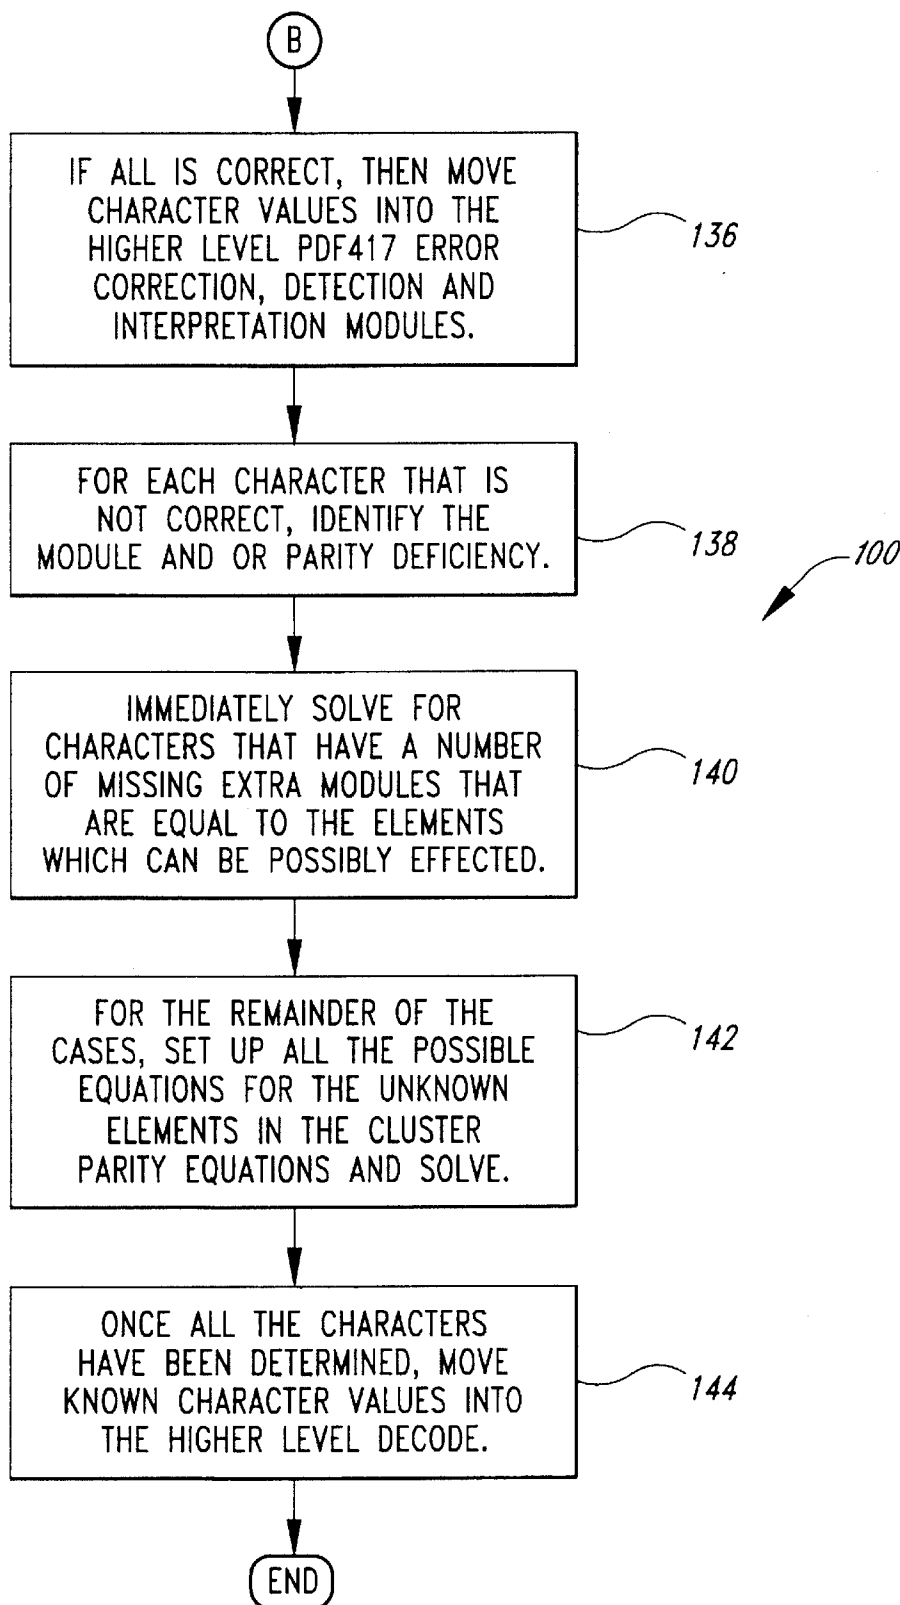 B
IF ALL IS CORRECT, THEN MOVE
CHARACTER VALUES INTO THE
HIGHER LEVEL PDF417 ERROR
CORRECTION, DETECTION AND
INTERPRETATION MODULES.
136
FOR EACH CHARACTER THAT IS
NOT CORRECT, IDENTIFY THE
MODULE AND OR PARITY DEFICIENCY.
138
100
IMMEDIATELY SOLVE FOR
CHARACTERS THAT HAVE A NUMBER
OF MISSING EXTRA MODULES THAT
ARE EQUAL TO THE ELEMENTS
WHICH CAN BE POSSIBLY EFFECTED.
140
FOR THE REMAINDER OF THE
CASES, SET UP ALL THE POSSIBLE
EQUATIONS FOR THE UNKNOWN
ELEMENTS IN THE CLUSTER
PARITY EQUATIONS AND SOLVE.
142
ONCE ALL THE CHARACTERS
HAVE BEEN DETERMINED, MOVE
KNOWN CHARACTER VALUES INTO
THE HIGHER LEVEL DECODE.
144
END